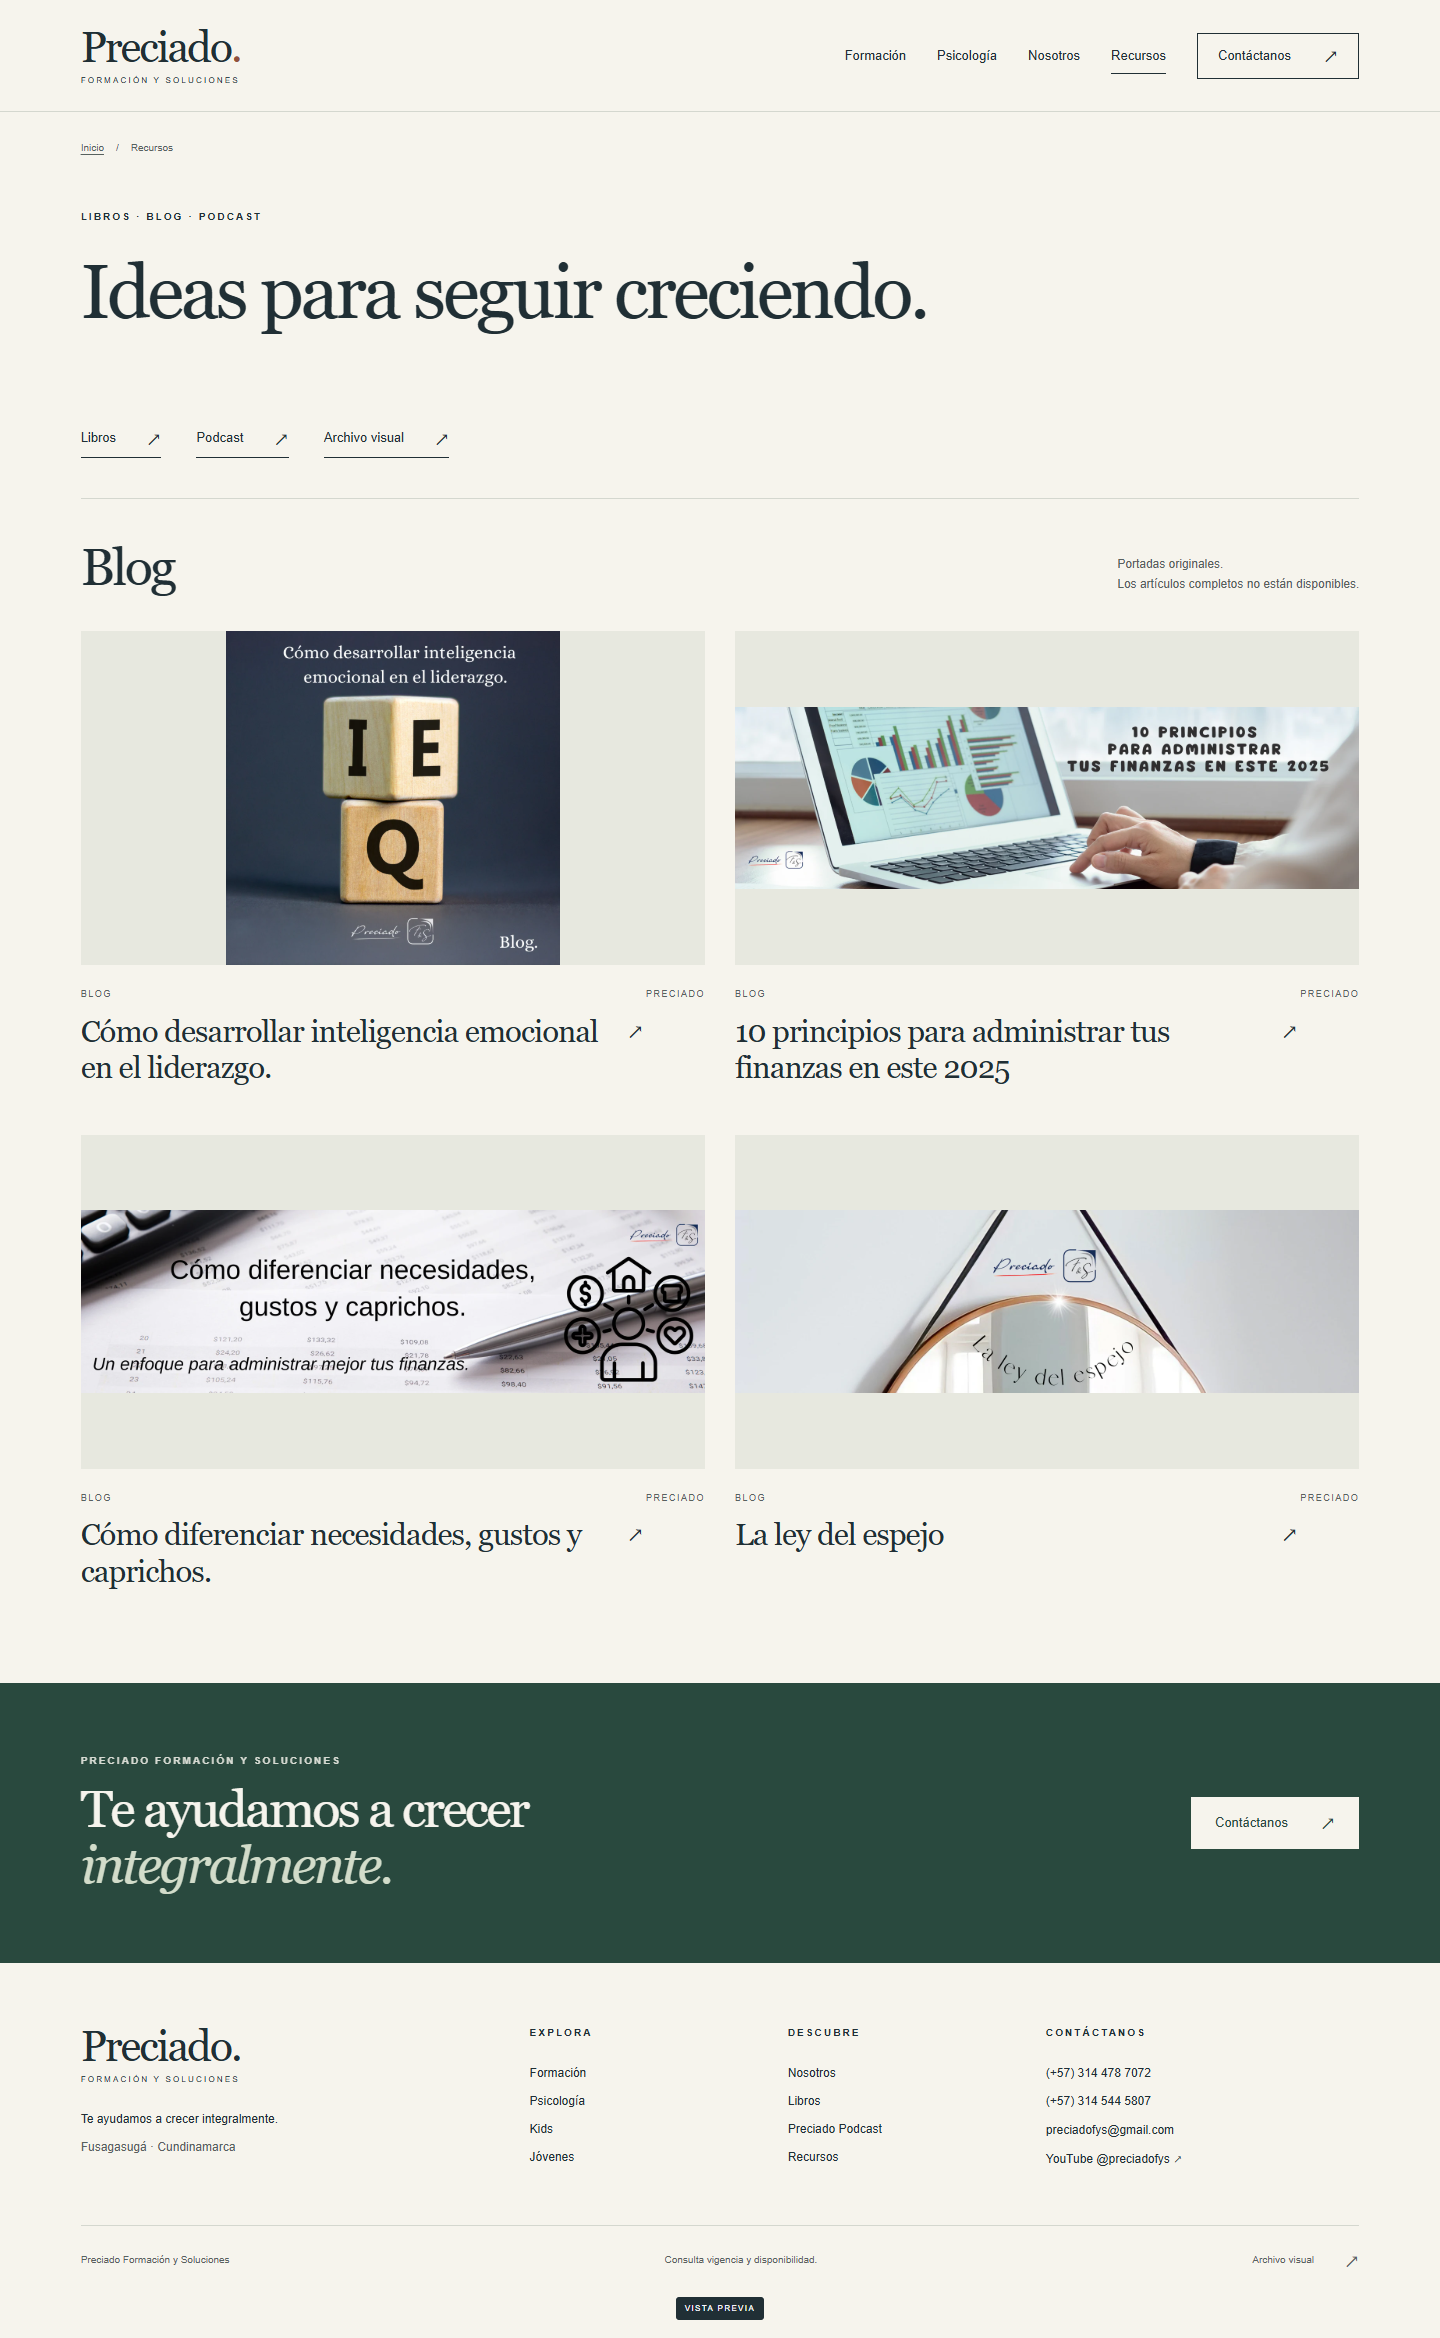 Preciado.
FORMACIÓN Y SOLUCIONES
Formación
Psicología
Nosotros
Recursos
Contáctanos ↗
Inicio / Recursos
LIBROS · BLOG · PODCAST
Ideas para seguir creciendo.
Libros ↗
Podcast ↗
Archivo visual ↗
Blog
Portadas originales.
Los artículos completos no están disponibles.
Cómo desarrollar inteligencia
emocional en el liderazgo.
I E
Q
Preciado F&S
Blog.
BLOG
PRECIADO
Cómo desarrollar inteligencia emocional ↗
en el liderazgo.
10 PRINCIPIOS
PARA ADMINISTRAR
TUS FINANZAS EN ESTE 2025
Preciado F&S
BLOG
PRECIADO
10 principios para administrar tus ↗
finanzas en este 2025
Preciado F&S
Cómo diferenciar necesidades,
gustos y caprichos.
Un enfoque para administrar mejor tus finanzas.
BLOG
PRECIADO
Cómo diferenciar necesidades, gustos y ↗
caprichos.
Preciado F&S
La ley del espejo
BLOG
PRECIADO
La ley del espejo ↗
PRECIADO FORMACIÓN Y SOLUCIONES
Te ayudamos a crecer
integralmente.
Contáctanos ↗
Preciado.
FORMACIÓN Y SOLUCIONES
Te ayudamos a crecer integralmente.
Fusagasugá · Cundinamarca
EXPLORA
Formación
Psicología
Kids
Jóvenes
DESCUBRE
Nosotros
Libros
Preciado Podcast
Recursos
CONTÁCTANOS
(+57) 314 478 7072
(+57) 314 544 5807
preciadofys@gmail.com
YouTube @preciadofys ↗
Preciado Formación y Soluciones
Consulta vigencia y disponibilidad.
Archivo visual ↗
VISTA PREVIA